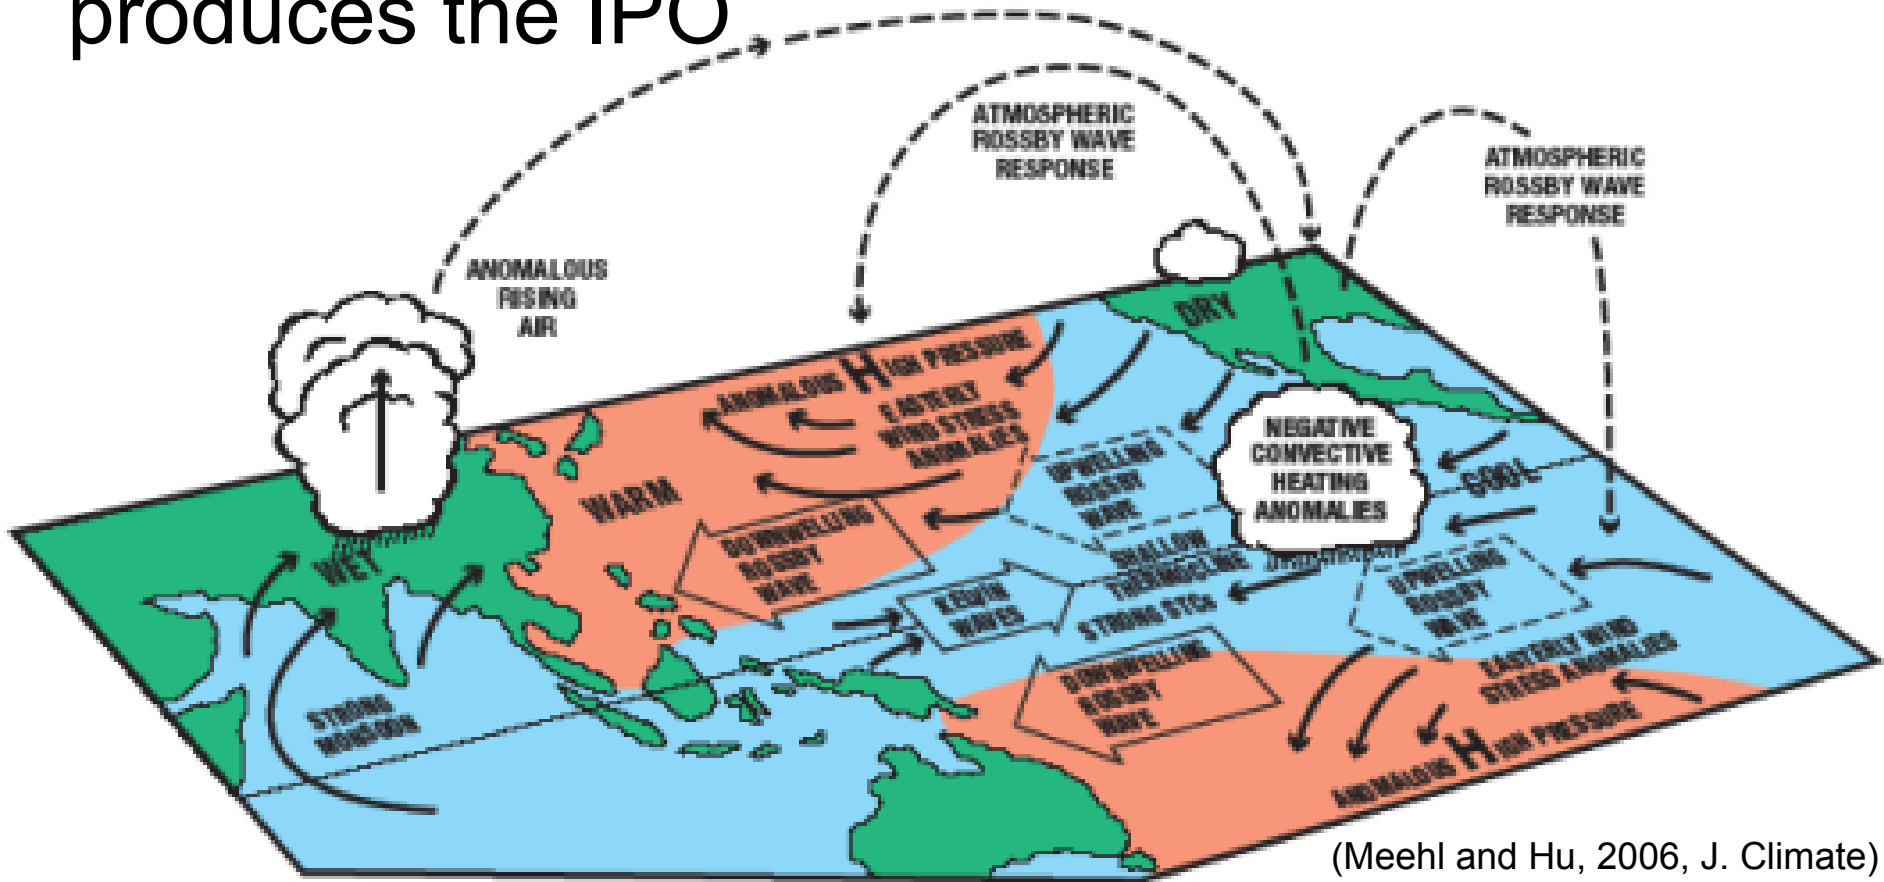 produces the IPO
ATMOSPHERIC
ROSSBY WAVE
RESPONSE
ATMOSPHERIC
ROSSBY WAVE
RESPONSE
ANOMALOUS
RISING
AIR
DRY
ANOMALOUS HIGH PRESSURE
EASTERLY
WIND STRESS
ANOMALIES
NEGATIVE
CONVECTIVE
HEATING
ANOMALIES
COOL
UPWELLING
ROSSBY
WAVE
WARM
DOWNWELLING
ROSSBY
WAVE
WET
SHALLOW
THERMOCLINE
STRONG STCs
KELVIN
WAVES
UPWELLING
ROSSBY
WAVE
DOWNWELLING
ROSSBY
WAVE
EASTERLY WIND
STRESS ANOMALIES
STRONG
MONSOON
ANOMALOUS HIGH PRESSURE
(Meehl and Hu, 2006, J. Climate)